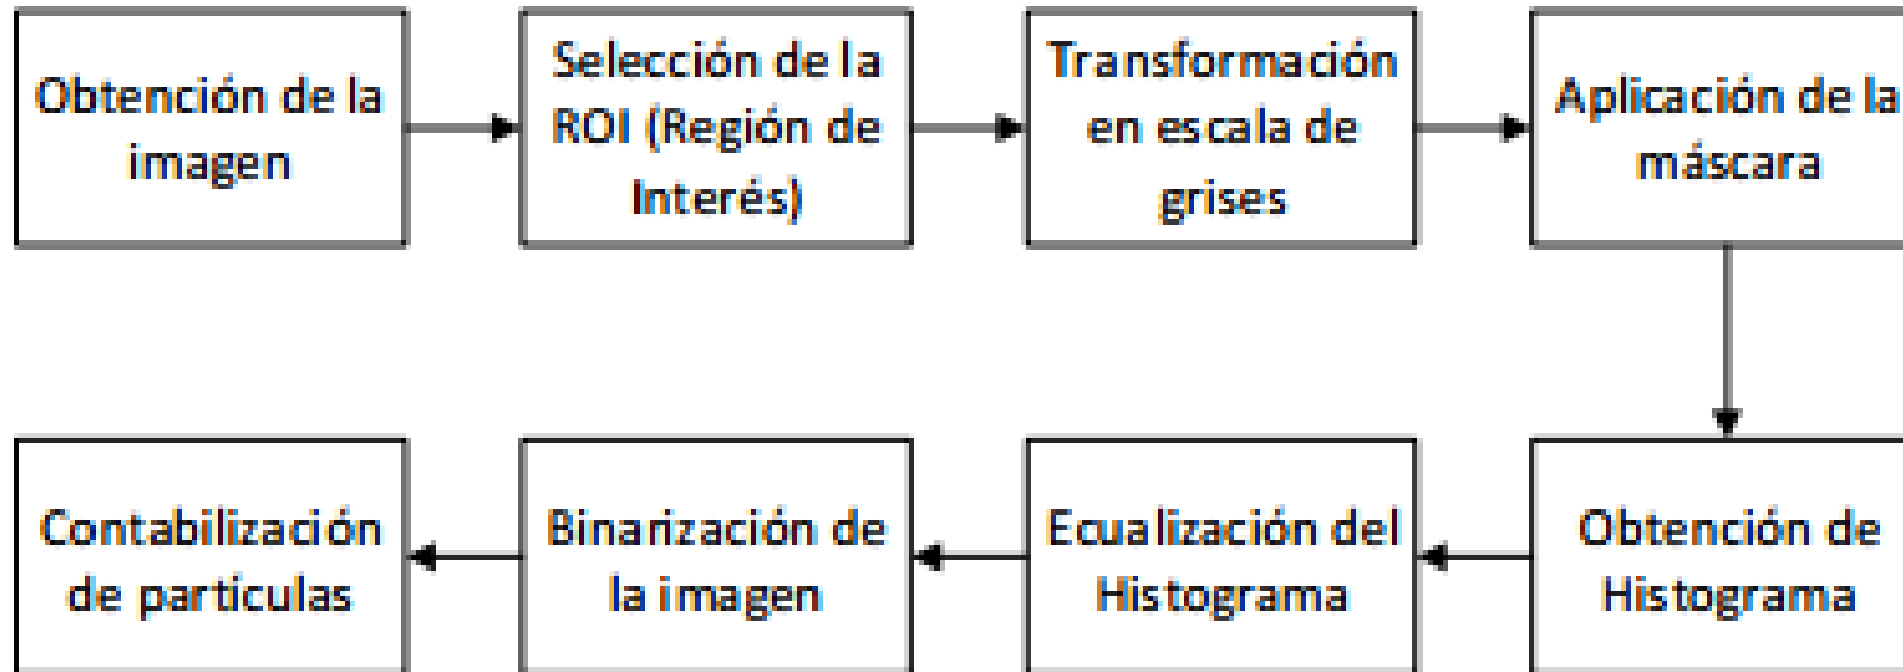 Obtención de la
imagen
Selección de la
ROI (Región de
Interés)
Transformación
en escala de
grises
Aplicación de la
máscara
Obtención de
Histograma
Ecualización del
Histograma
Binarización de
la imagen
Contabilización
de partículas